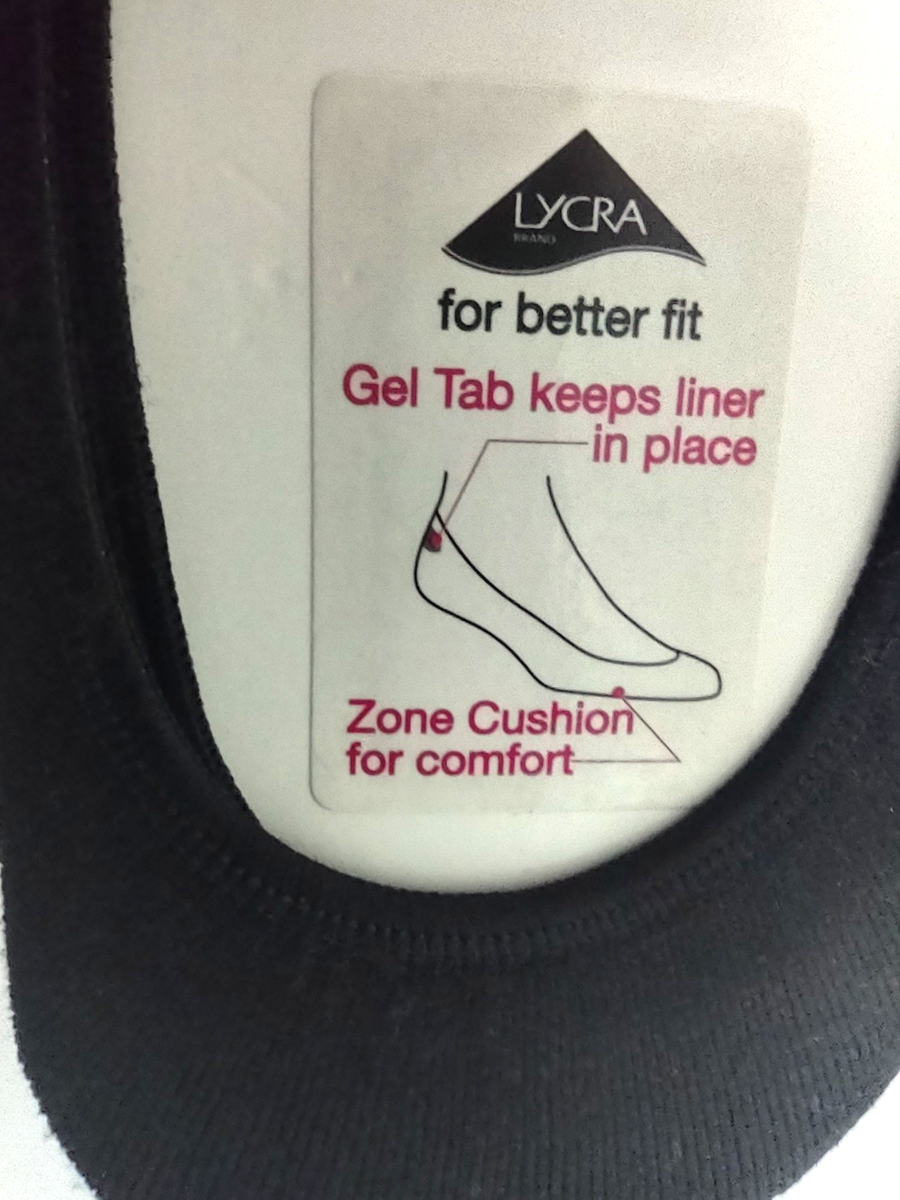 LYCRA
BRAND
for better fit
Gel Tab keeps liner
in place
Zone Cushion
for comfort